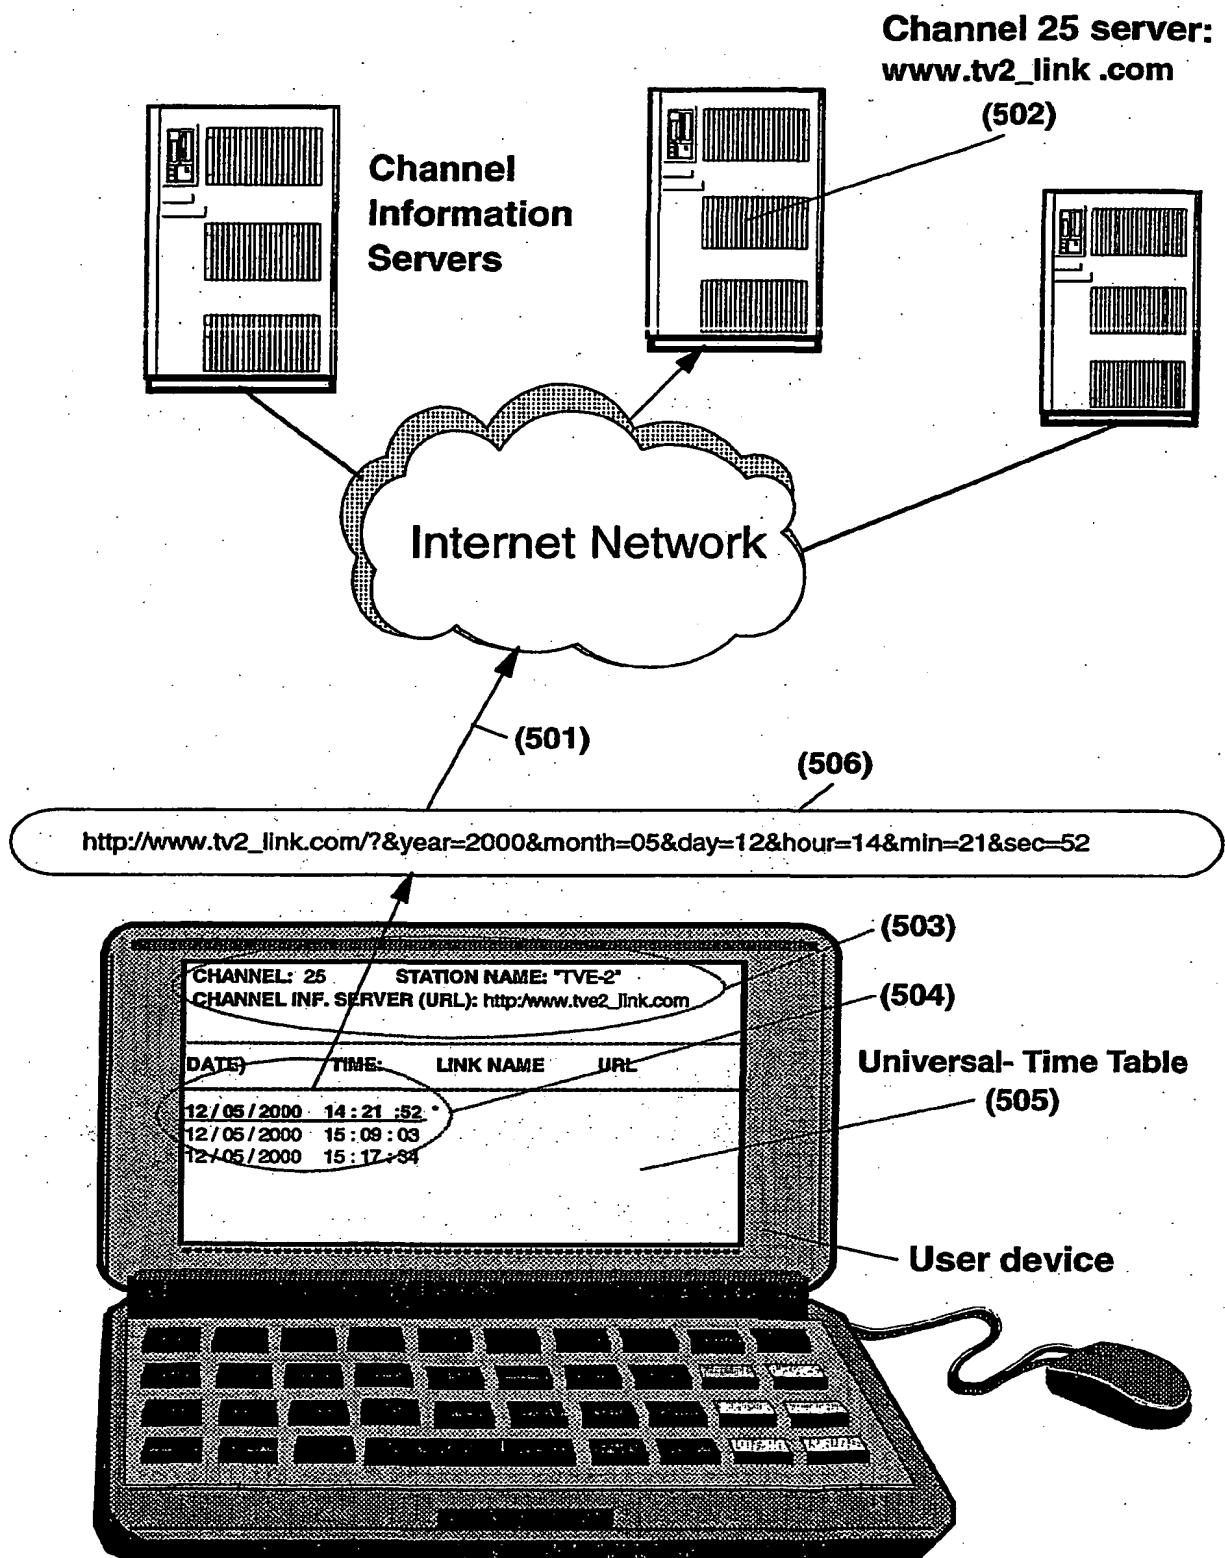 Channel 25 server:
www.tv2_link .com
(502)
Channel
Information
Servers
Internet Network
(501)
(506)
http://www.tv2_link.com/?&year=2000&month=05&day=12&hour=14&min=21&sec=52
(503)
CHANNEL: 25 STATION NAME: "TVE-2"
CHANNEL INF. SERVER (URL): http:/www.tve2_link.com
(504)
DATE) TIME: LINK NAME URL
Universal- Time Table
(505)
12/05/2000 14:21 :52 *
12/05/2000 15:09:03
12/05/2000 15:17:34
User device